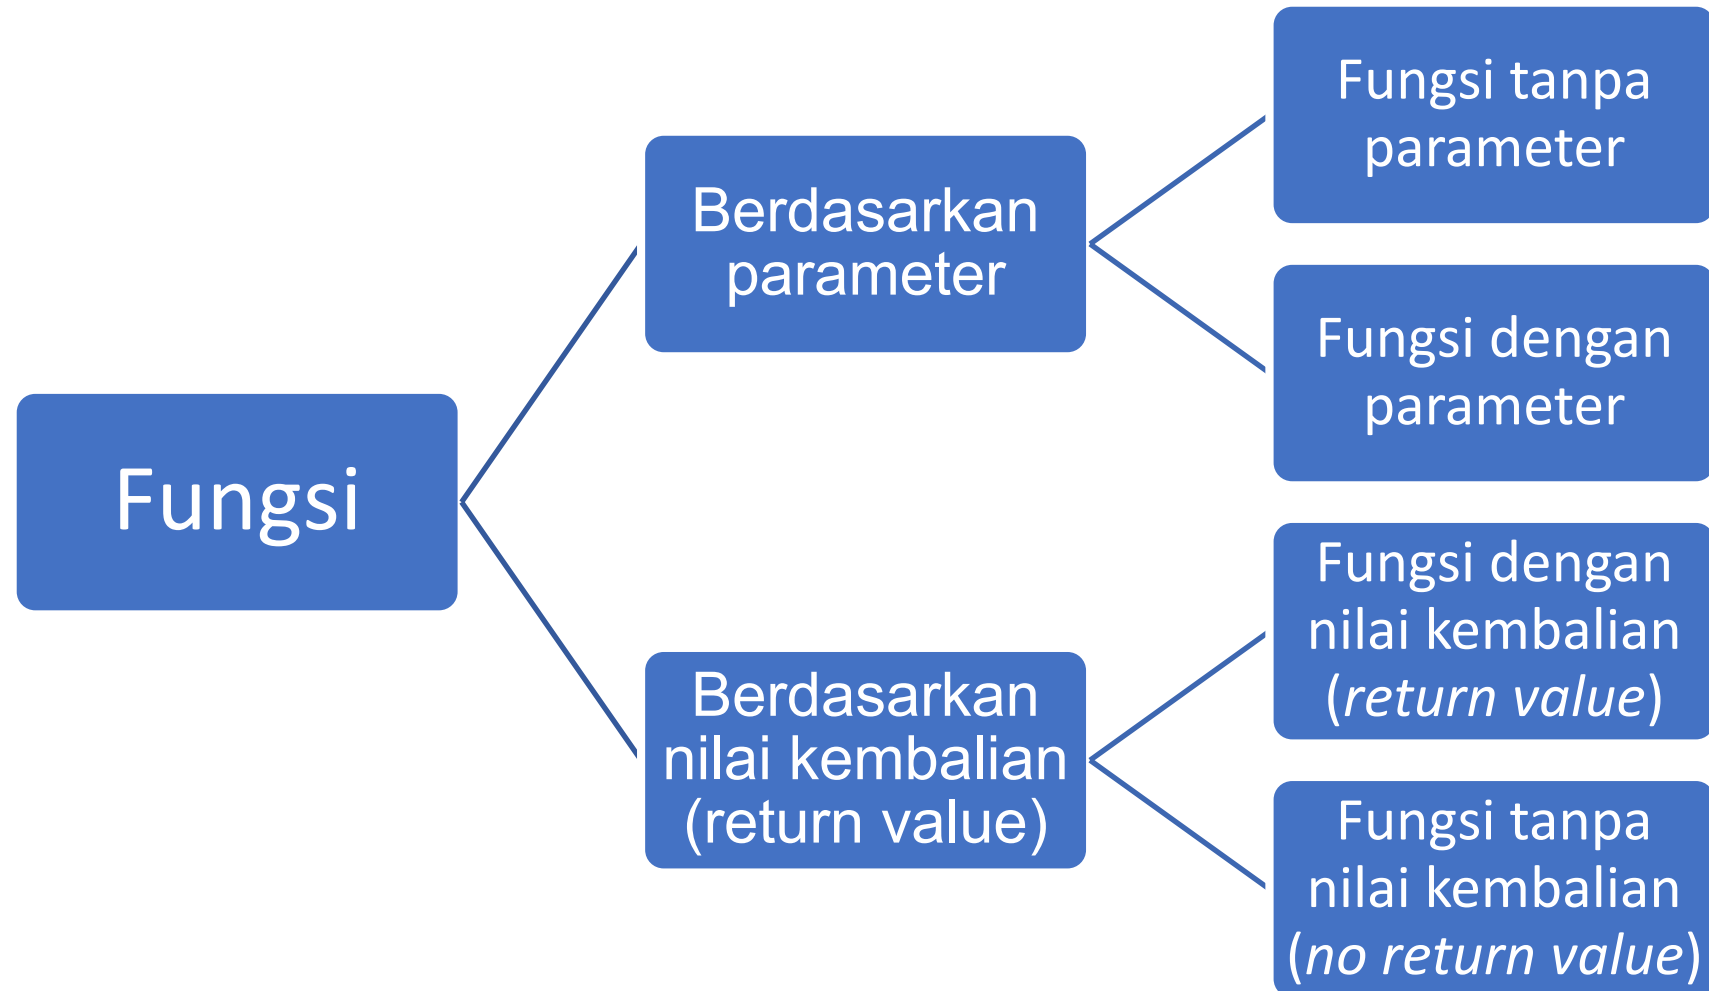 Fungsi
Berdasarkan
parameter
Fungsi tanpa
parameter
Fungsi dengan
parameter
Berdasarkan
nilai kembalian
(return value)
Fungsi dengan
nilai kembalian
(return value)
Fungsi tanpa
nilai kembalian
(no return value)